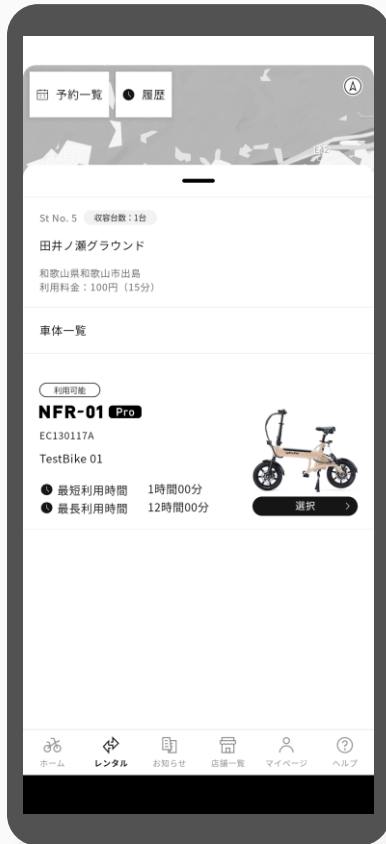 予約一覧
履歴
E42
St No. 5
収容台数：1台
田井ノ瀬グラウンド
和歌山県和歌山市出島
利用料金：100円（15分）
車体一覧
利用可能
NFR-01 Pro
EC130117A
TestBike 01
最短利用時間 1時間00分
最長利用時間 12時間00分
選択
ホーム
レンタル
お知らせ
店舗一覧
マイページ
ヘルプ